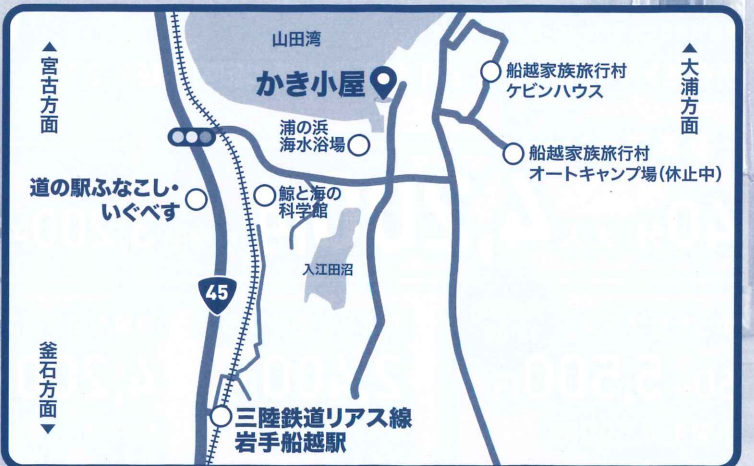 山田湾
▲宮古方面
かき小屋
船越家族旅行村
ケビンハウス
▲大浦方面
浦の浜
海水浴場
船越家族旅行村
オートキャンプ場(休止中)
道の駅ふなこし・
いぐべす
鯨と海の
科学館
入江田沼
45
釜石方面▼
三陸鉄道リアス線
岩手船越駅